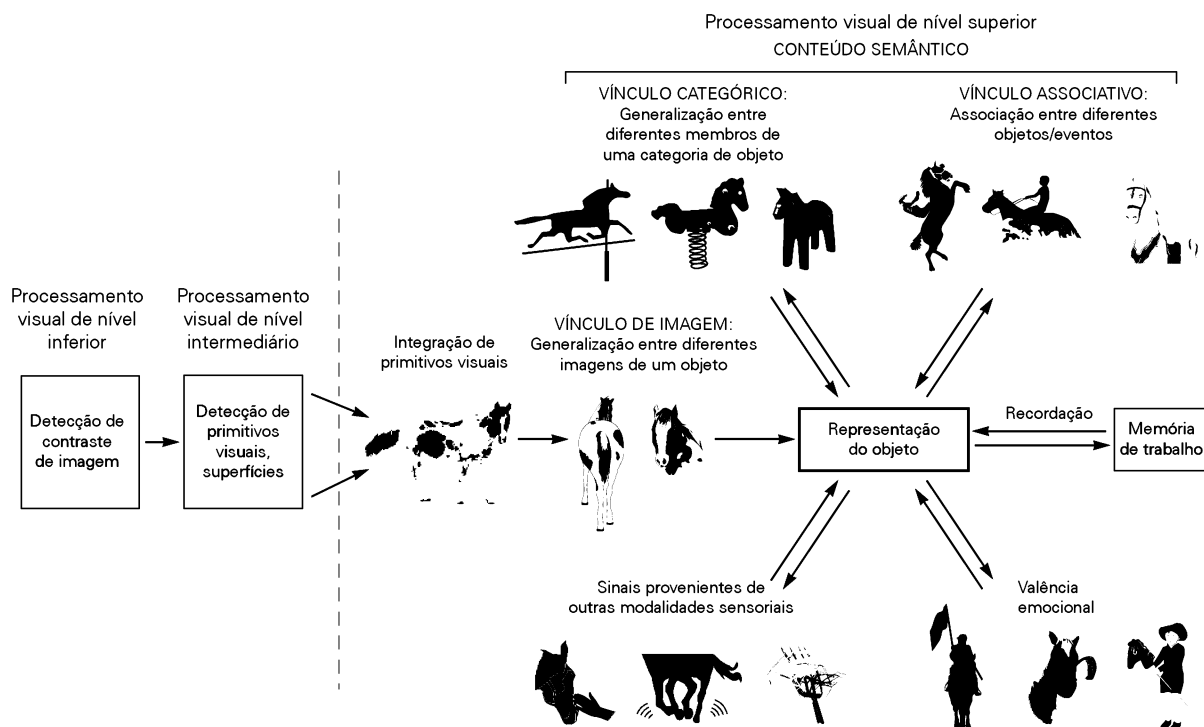 Processamento visual de nível superior
CONTEÚDO SEMÂNTICO
VÍNCULO CATEGÓRICO:
Generalização entre
diferentes membros de
uma categoria de objeto
VÍNCULO ASSOCIATIVO:
Associação entre diferentes
objetos/eventos
Processamento
visual de nível
inferior
Processamento
visual de nível
intermediário
Integração de
primitivos visuais
VÍNCULO DE IMAGEM:
Generalização entre diferentes
imagens de um objeto
Detecção de
contraste
de imagem
Detecção de
primitivos
visuais,
superfícies
Representação
do objeto
Recordação
Memória
de trabalho
Sinais provenientes de
outras modalidades sensoriais
Valência
emocional